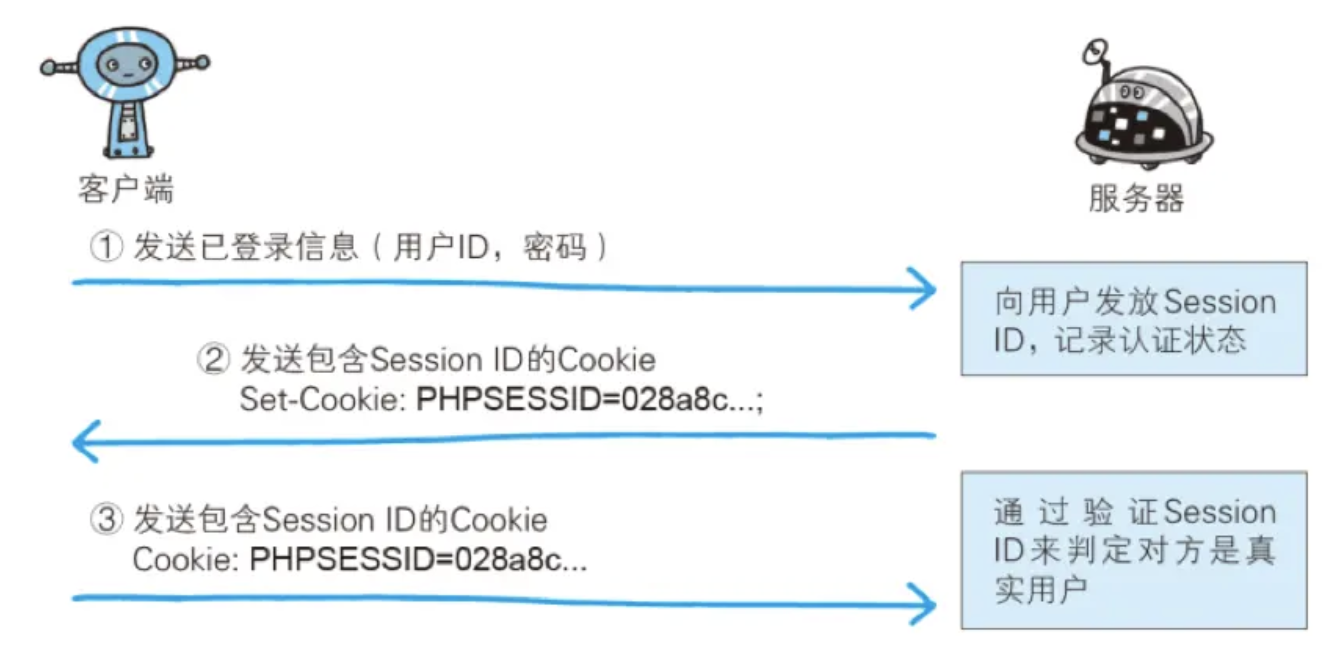 客户端
服务器
① 发送已登录信息（用户ID，密码）
向用户发放Session
ID，记录认证状态
② 发送包含Session ID的Cookie
Set-Cookie: PHPSESSID=028a8c...;
③ 发送包含Session ID的Cookie
Cookie: PHPSESSID=028a8c...
通过验证Session
ID来判定对方是真
实用户